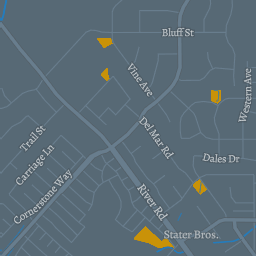 Bluff St
Vine Ave
Western Ave
Trail St
Del Mar Rd
Carriage Ln
Dales Dr
Cornerstone Way
River Rd
Stater Bros.